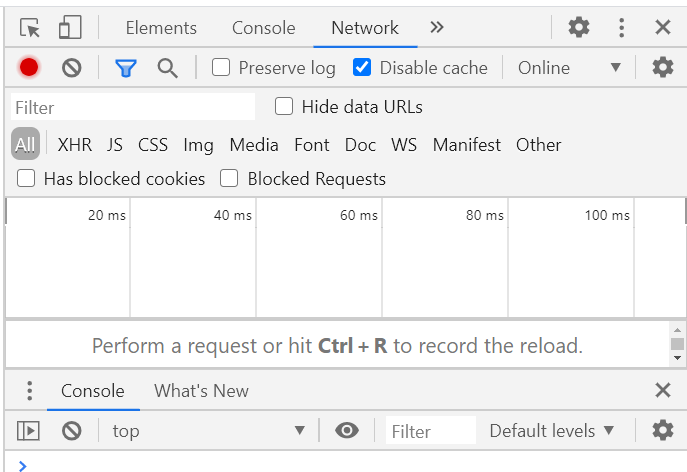 Elements Console Network
Preserve log Disable cache Online
Filter Hide data URLs
All XHR JS CSS Img Media Font Doc WS Manifest Other
Has blocked cookies Blocked Requests
20 ms 40 ms 60 ms 80 ms 100 ms
Perform a request or hit Ctrl + R to record the reload.
Console What's New
top Filter Default levels